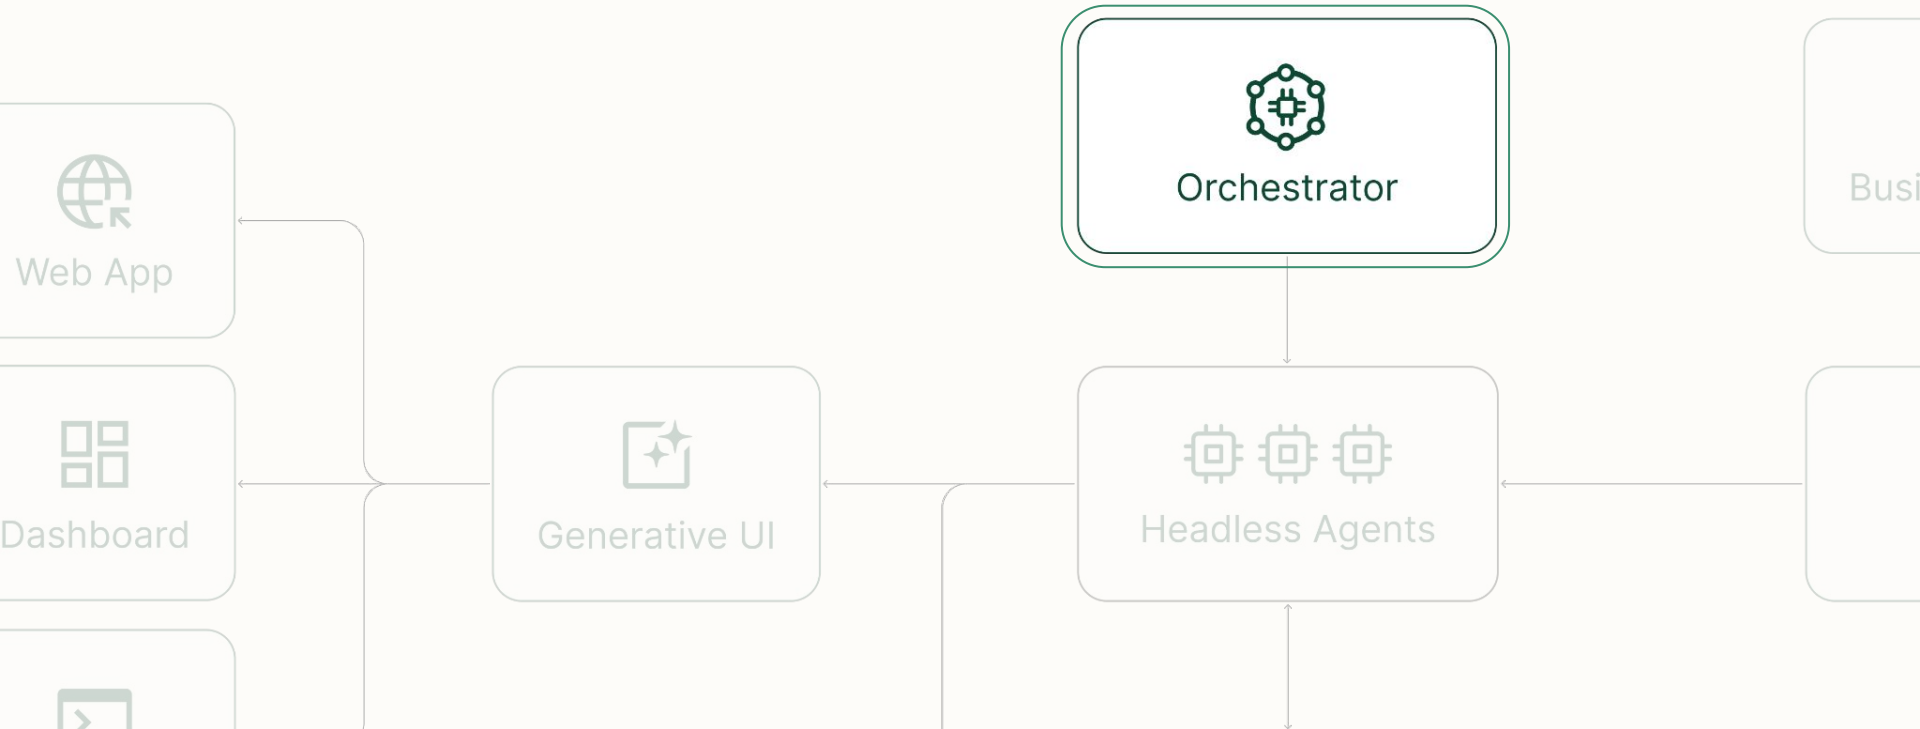 Orchestrator
Web App
Dashboard
Generative UI
Headless Agents